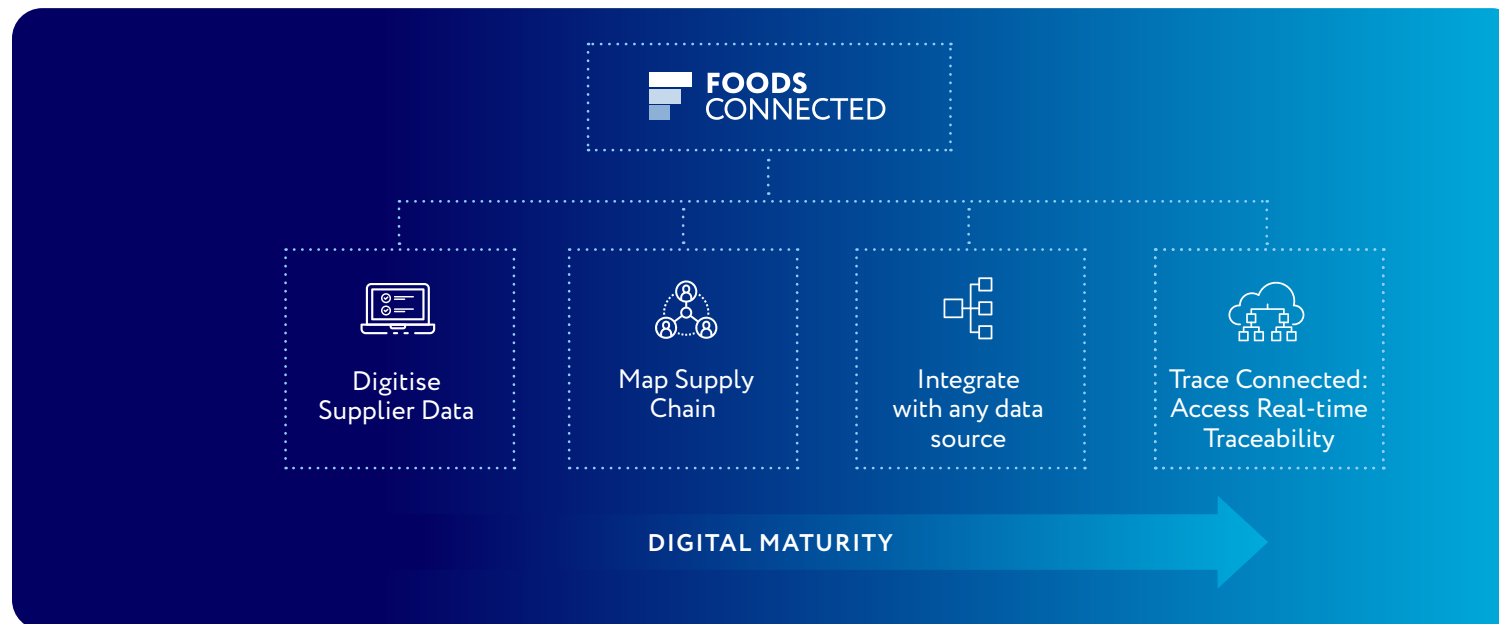 FOODS
CONNECTED
Digitise
Supplier Data
Map Supply
Chain
Integrate
with any data
source
Trace Connected:
Access Real-time
Traceability
DIGITAL MATURITY